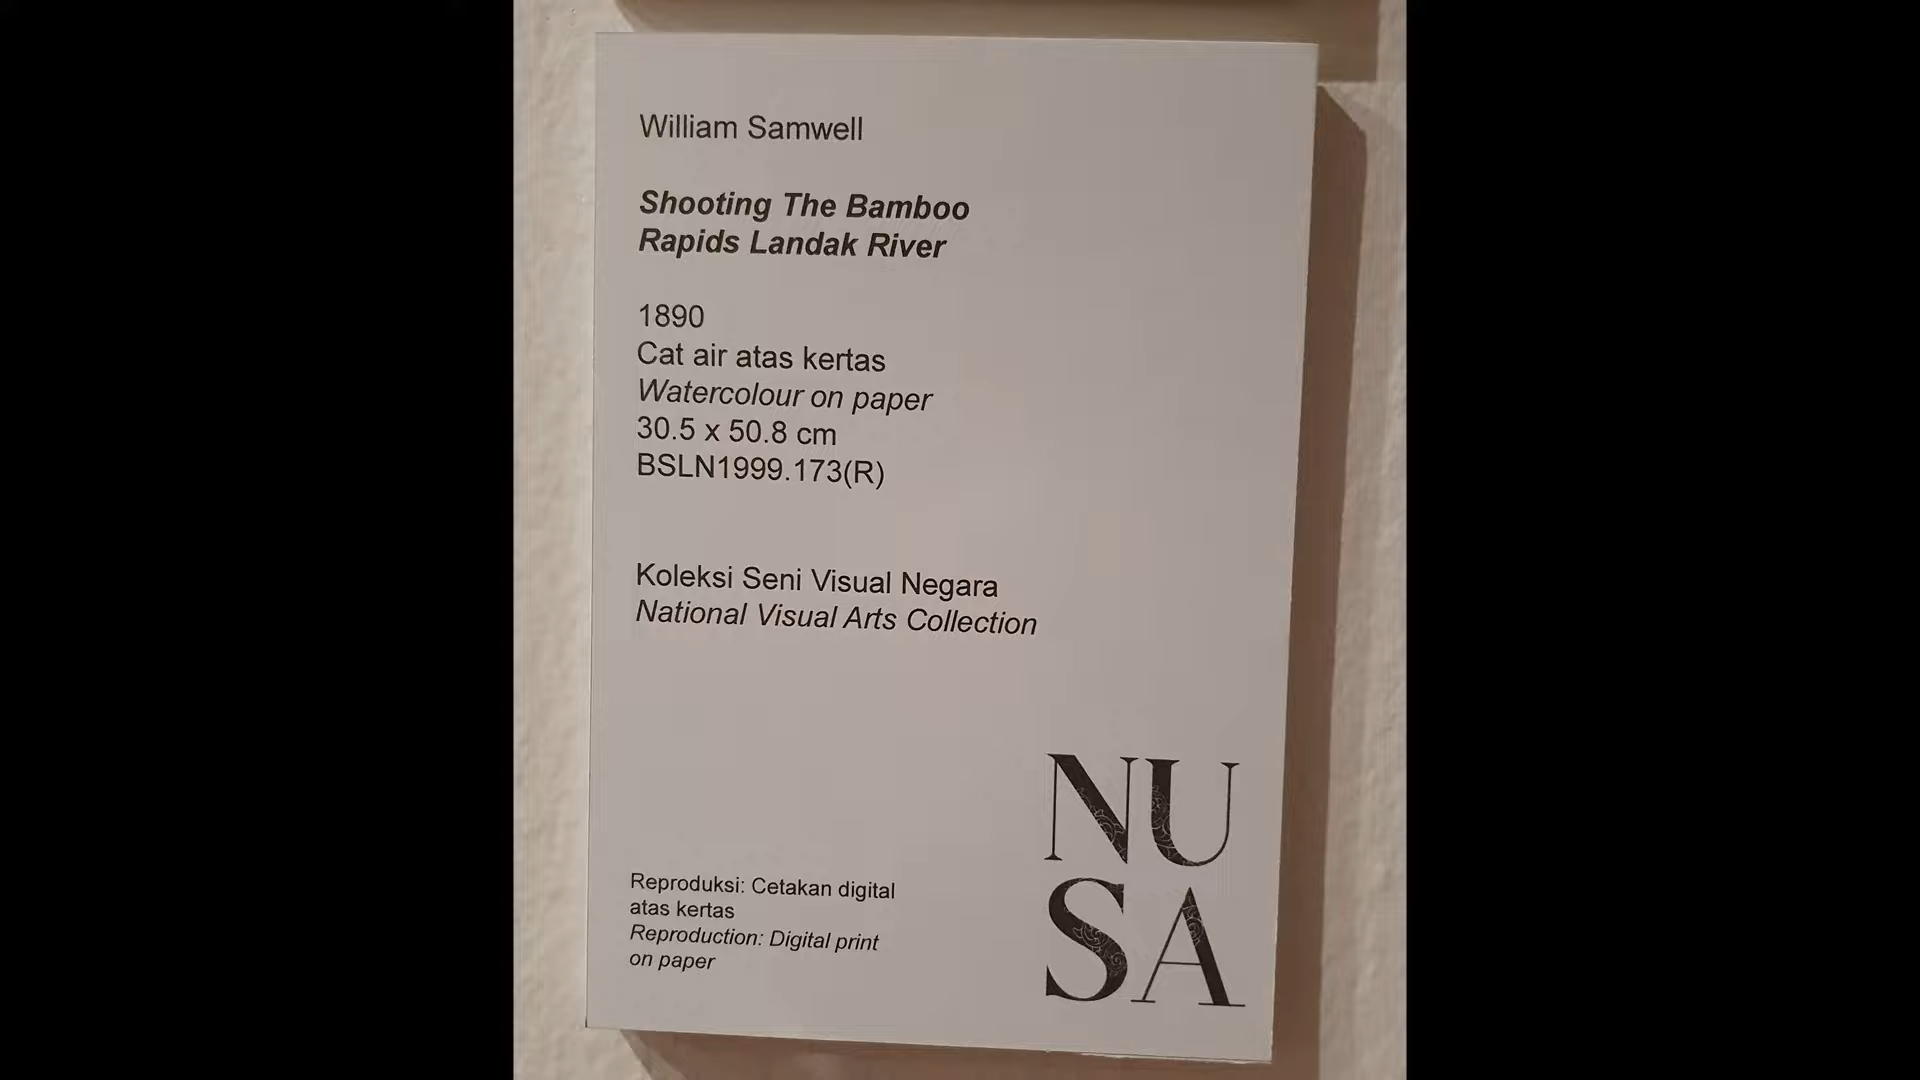 William Samwell
Shooting The Bamboo
Rapids Landak River
1890
Cat air atas kertas
Watercolour on paper
30.5 x 50.8 cm
BSLN1999.173(R)
Koleksi Seni Visual Negara
National Visual Arts Collection
Reproduksi: Cetakan digital
atas kertas
Reproduction: Digital print
on paper
NU
SA